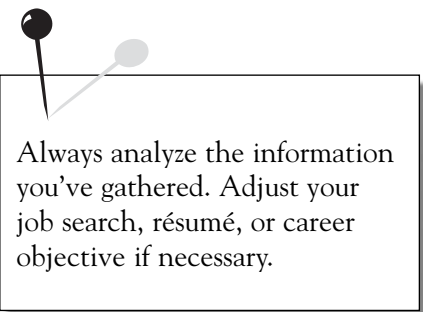 Always analyze the information
you've gathered. Adjust your
job search, résumé, or career
objective if necessary.